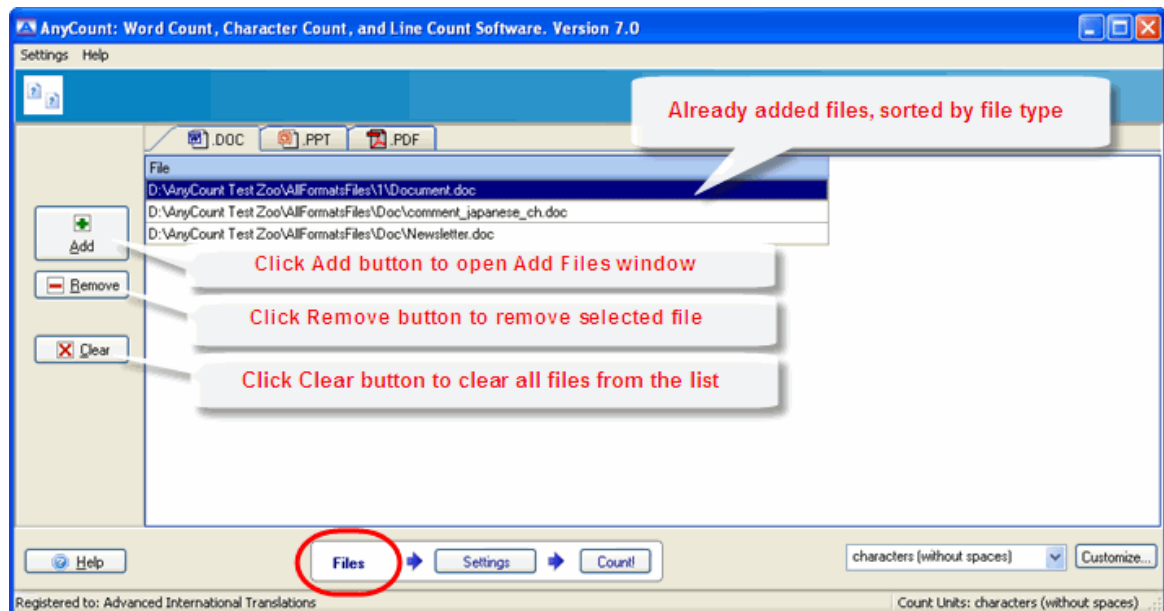 AnyCount: Word Count, Character Count, and Line Count Software. Version 7.0
Settings Help
Already added files, sorted by file type
.DOC .PPT .PDF
File
D:\AnyCount Test Zoo\AllFormatsFiles\1\Document.doc
D:\AnyCount Test Zoo\AllFormatsFiles\Doc\comment_japanese_ch.doc
D:\AnyCount Test Zoo\AllFormatsFiles\Doc\Newsletter.doc
Add
Click Add button to open Add Files window
Remove
Click Remove button to remove selected file
Clear
Click Clear button to clear all files from the list
Help
Files
Settings
Count!
characters (without spaces)
Customize...
Registered to: Advanced International Translations
Count Units: characters (without spaces)